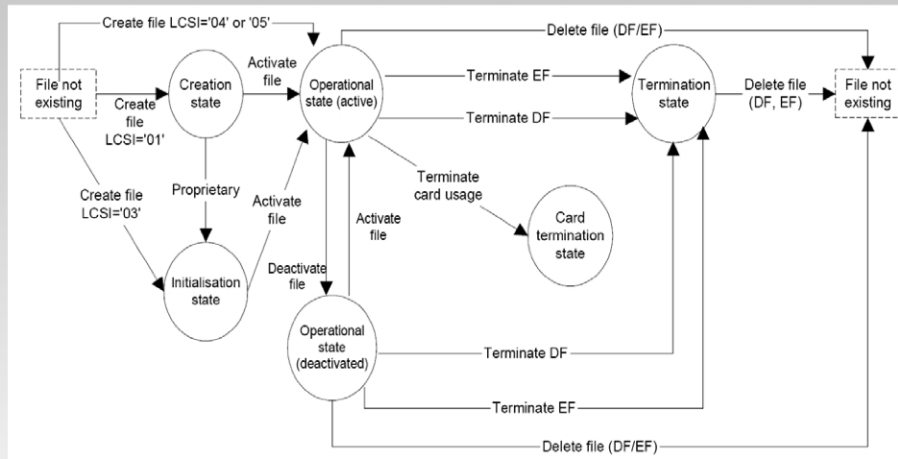 Create file LCSI='04' or '05'
Delete file (DF/EF)
File not
existing
Create
file
LCSI='01'
Creation
state
Activate
file
Operational
state (active)
Terminate EF
Terminate DF
Termination
state
Delete file
(DF, EF)
File not
existing
Create file
LCSI='03'
Proprietary
Activate
file
Terminate
card usage
Activate
file
Card
termination
state
Initialisation
state
Deactivate
file
Operational
state
(deactivated)
Terminate DF
Terminate EF
Delete file (DF/EF)